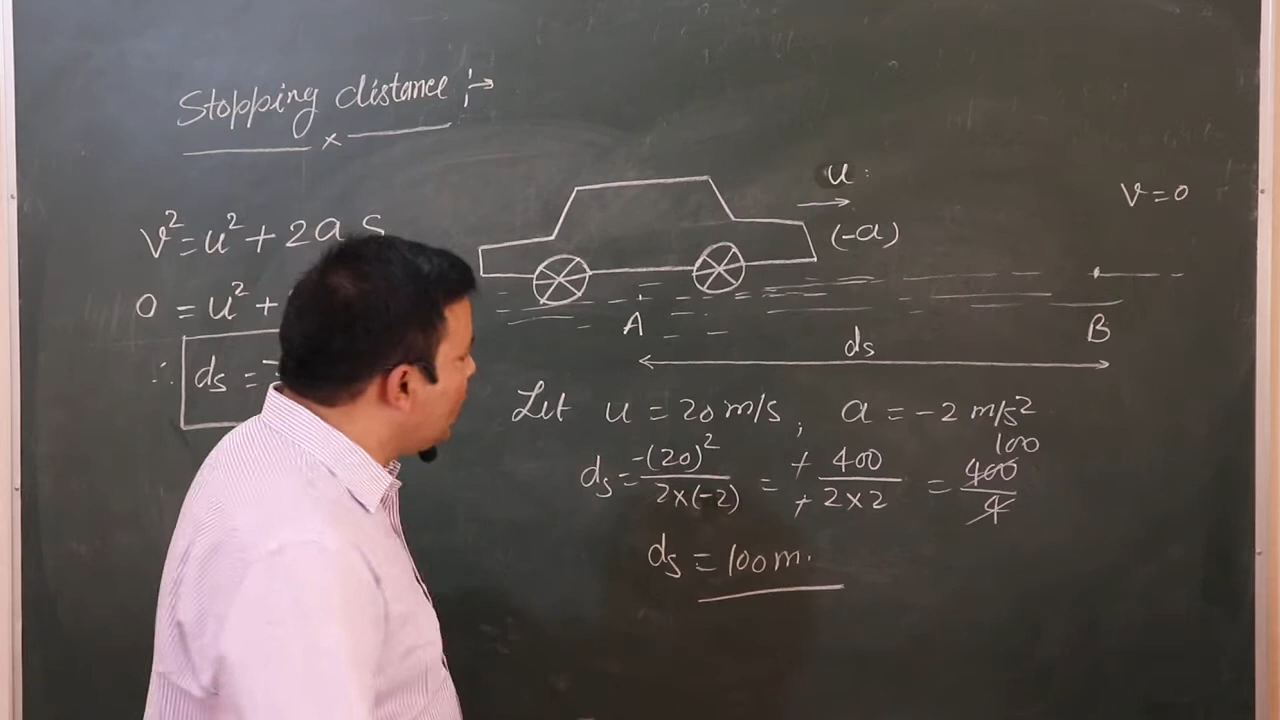 Stopping distance :→
v² = u² + 2 a s
0 = u² +
∴ ds = -
u
(-a)
v = 0
A
B
ds
Let u = 20 m/s, a = -2 m/s²
ds = -(20)² / 2×(-2) = + 400 / + 2×2 = 400 / 4 100
ds = 100 m.